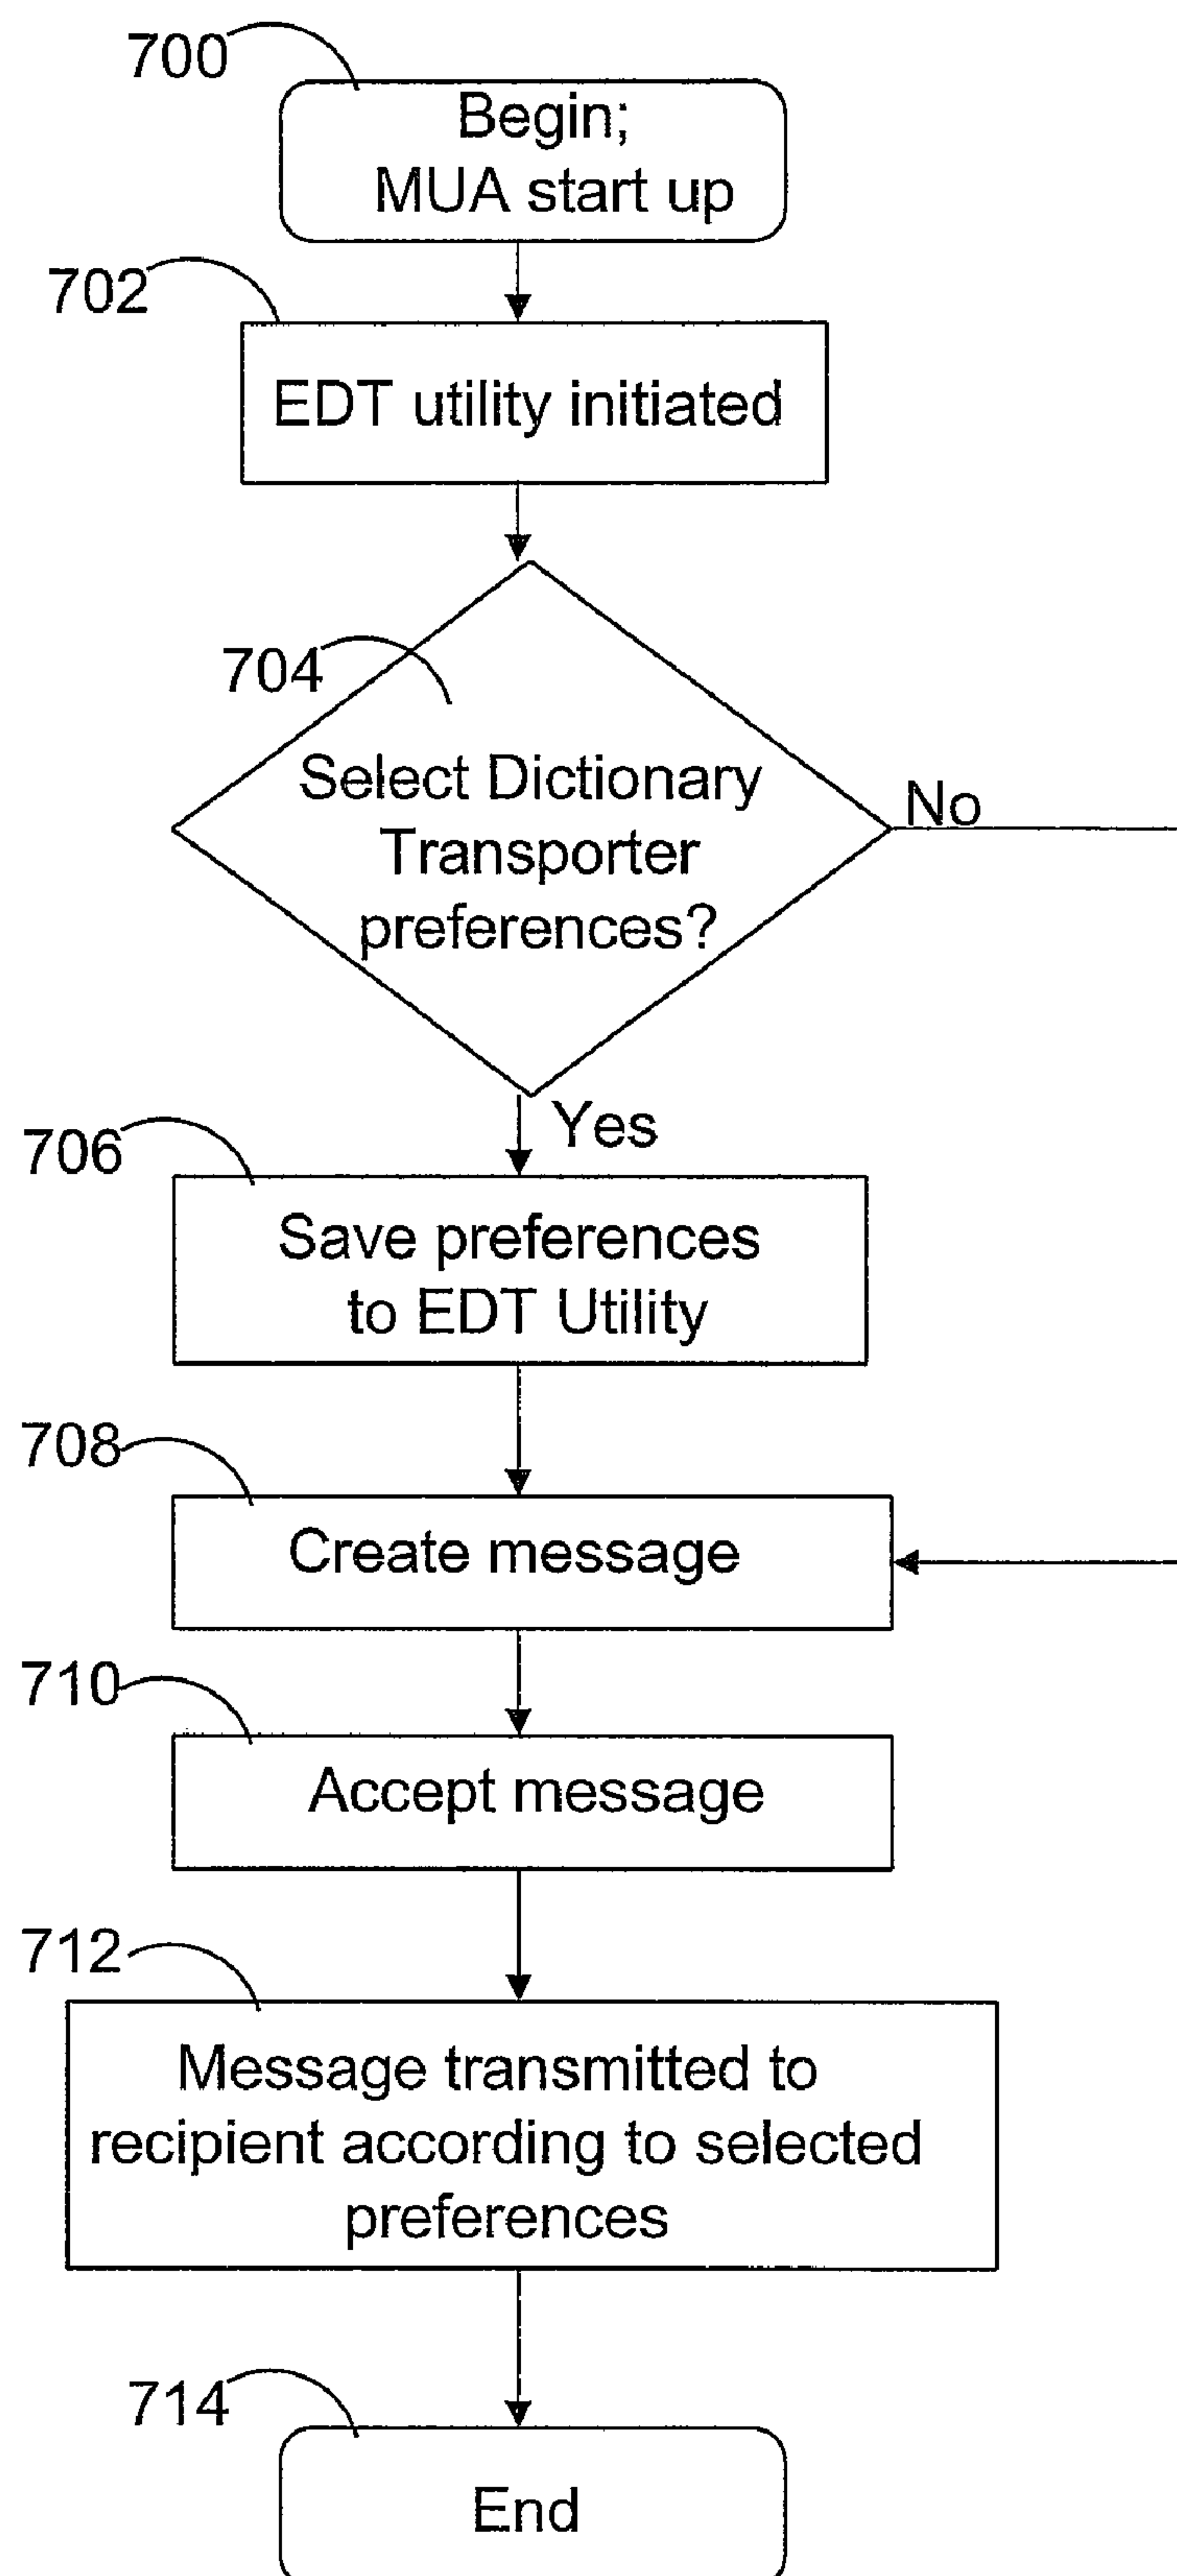 700
Begin;
MUA start up
702
EDT utility initiated
704
Select Dictionary
Transporter
preferences?
No
Yes
706
Save preferences
to EDT Utility
708
Create message
710
Accept message
712
Message transmitted to
recipient according to selected
preferences
714
End